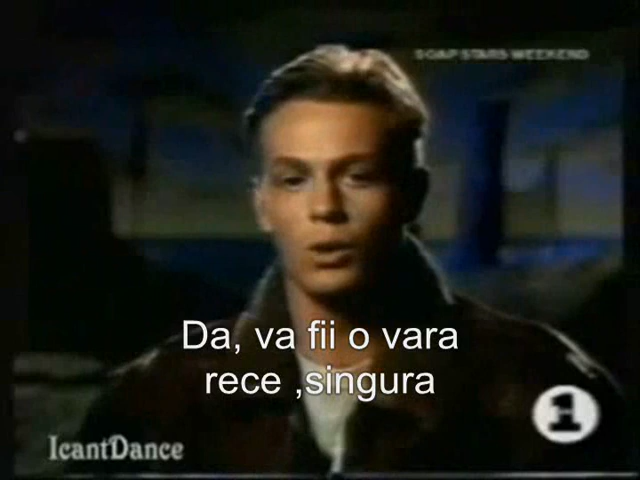 SOAP STARS WEEKEND
Da, va fii o vara
rece ,singura
1
IcantDance